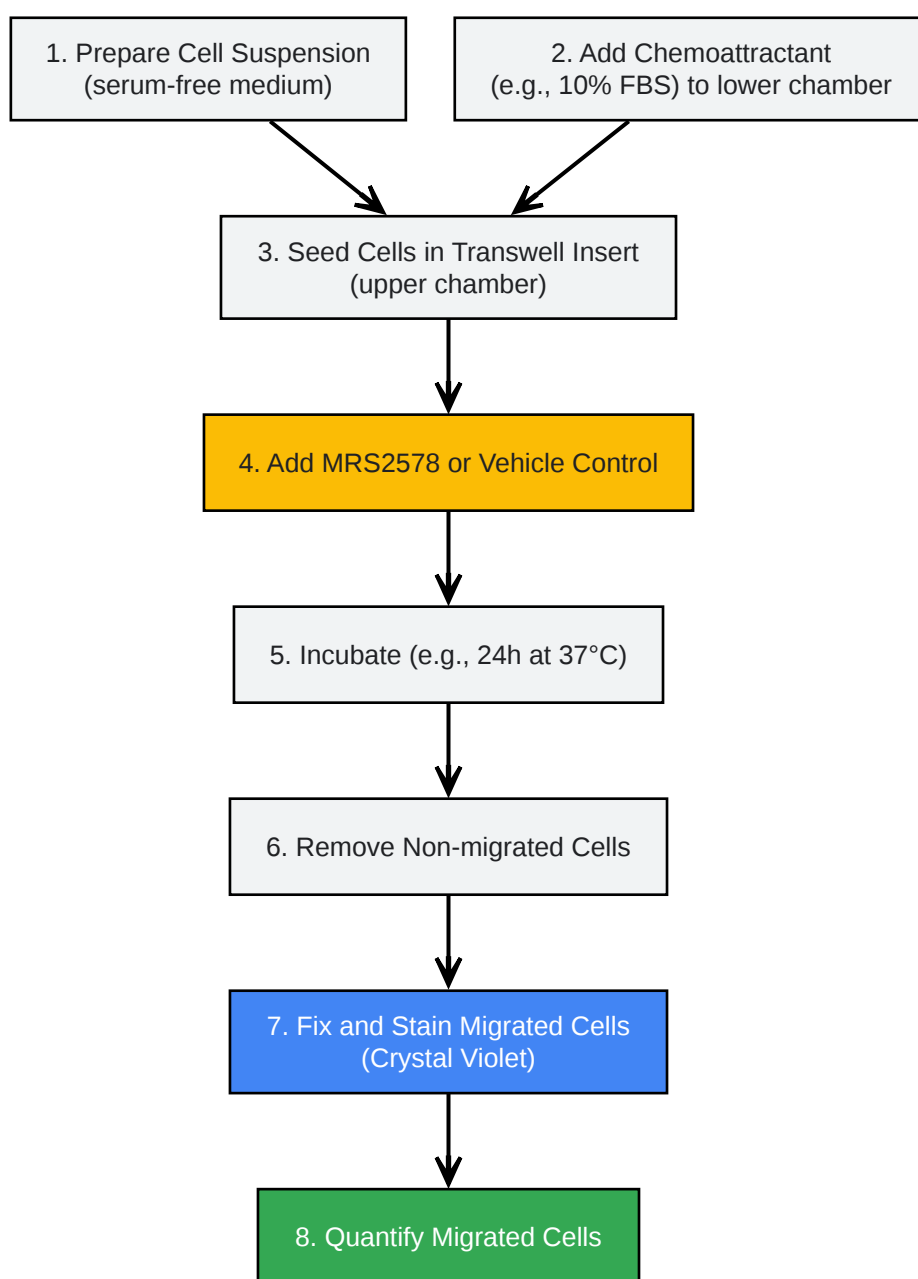 1. Prepare Cell Suspension
(serum-free medium)
2. Add Chemoattractant
(e.g., 10% FBS) to lower chamber
3. Seed Cells in Transwell Insert
(upper chamber)
4. Add MRS2578 or Vehicle Control
5. Incubate (e.g., 24h at 37°C)
6. Remove Non-migrated Cells
7. Fix and Stain Migrated Cells
(Crystal Violet)
8. Quantify Migrated Cells